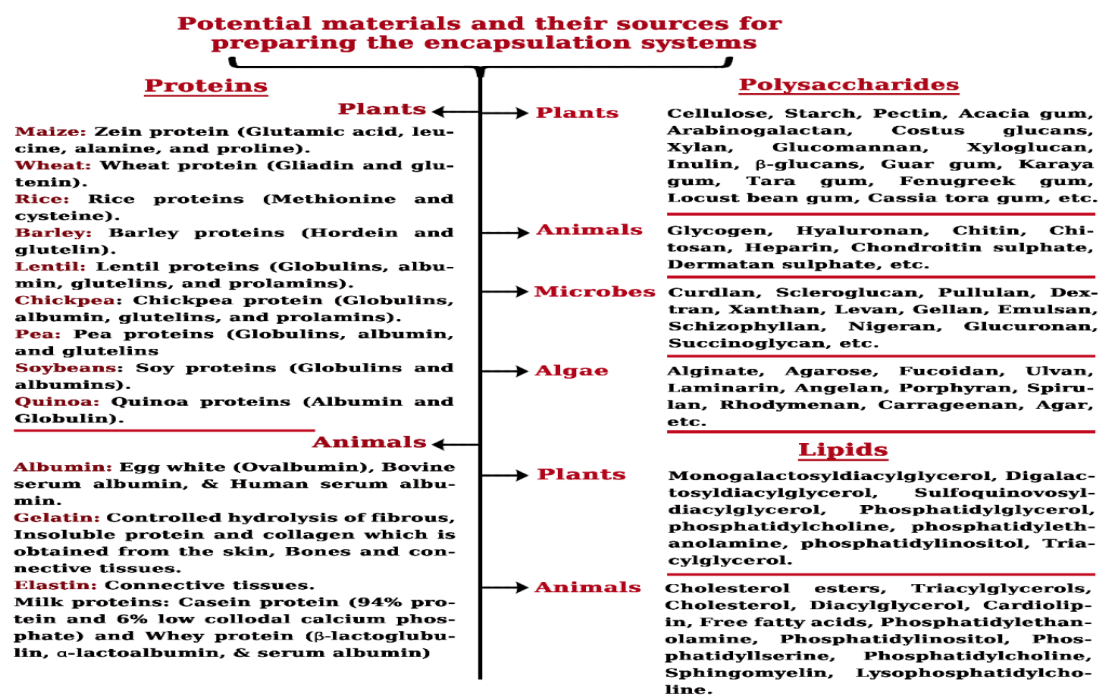 Potential materials and their sources for
preparing the encapsulation systems
Proteins
Plants
Maize: Zein protein (Glutamic acid, leu-
cine, alanine, and proline).
Wheat: Wheat protein (Gliadin and glu-
tenin).
Rice: Rice proteins (Methionine and
cysteine).
Barley: Barley proteins (Hordein and
glutelin).
Lentil: Lentil proteins (Globulins, albu-
min, glutelins, and prolamins).
Chickpea: Chickpea protein (Globulins,
albumin, glutelins, and prolamins).
Pea: Pea proteins (Globulins, albumin,
and glutelins
Soybeans: Soy proteins (Globulins and
albumins).
Quinoa: Quinoa proteins (Albumin and
Globulin).
Animals
Albumin: Egg white (Ovalbumin), Bovine
serum albumin, & Human serum albu-
min.
Gelatin: Controlled hydrolysis of fibrous,
Insoluble protein and collagen which is
obtained from the skin, Bones and con-
nective tissues.
Elastin: Connective tissues.
Milk proteins: Casein protein (94% pro-
tein and 6% low collodal calcium phos-
phate) and Whey protein (β-lactoglubu-
lin, α-lactoalbumin, & serum albumin)
Polysaccharides
Plants
Cellulose, Starch, Pectin, Acacia gum,
Arabinogalactan, Costus glucans,
Xylan, Glucomannan, Xyloglucan,
Inulin, β-glucans, Guar gum, Karaya
gum, Tara gum, Fenugreek gum,
Locust bean gum, Cassia tora gum, etc.
Animals
Glycogen, Hyaluronan, Chitin, Chi-
tosan, Heparin, Chondroitin sulphate,
Dermatan sulphate, etc.
Microbes
Curdlan, Scleroglucan, Pullulan, Dex-
tran, Xanthan, Levan, Gellan, Emulsan,
Schizophyllan, Nigeran, Glucuronan,
Succinoglycan, etc.
Algae
Alginate, Agarose, Fucoidan, Ulvan,
Laminarin, Angelan, Porphyran, Spiru-
lan, Rhodymenan, Carrageenan, Agar,
etc.
Lipids
Plants
Monogalactosyldiacylglycerol, Digalac-
tosyldiacylglycerol, Sulfoquinovosyl-
diacylglycerol, Phosphatidylglycerol,
phosphatidylcholine, phosphatidyleth-
anolamine, phosphatidylinositol, Tria-
cylglycerol.
Animals
Cholesterol esters, Triacylglycerols,
Cholesterol, Diacylglycerol, Cardiolip-
in, Free fatty acids, Phosphatidylethan-
olamine, Phosphatidylinositol, Phos-
phatidyllserine, Phosphatidylcholine,
Sphingomyelin, Lysophosphatidylcho-
line.